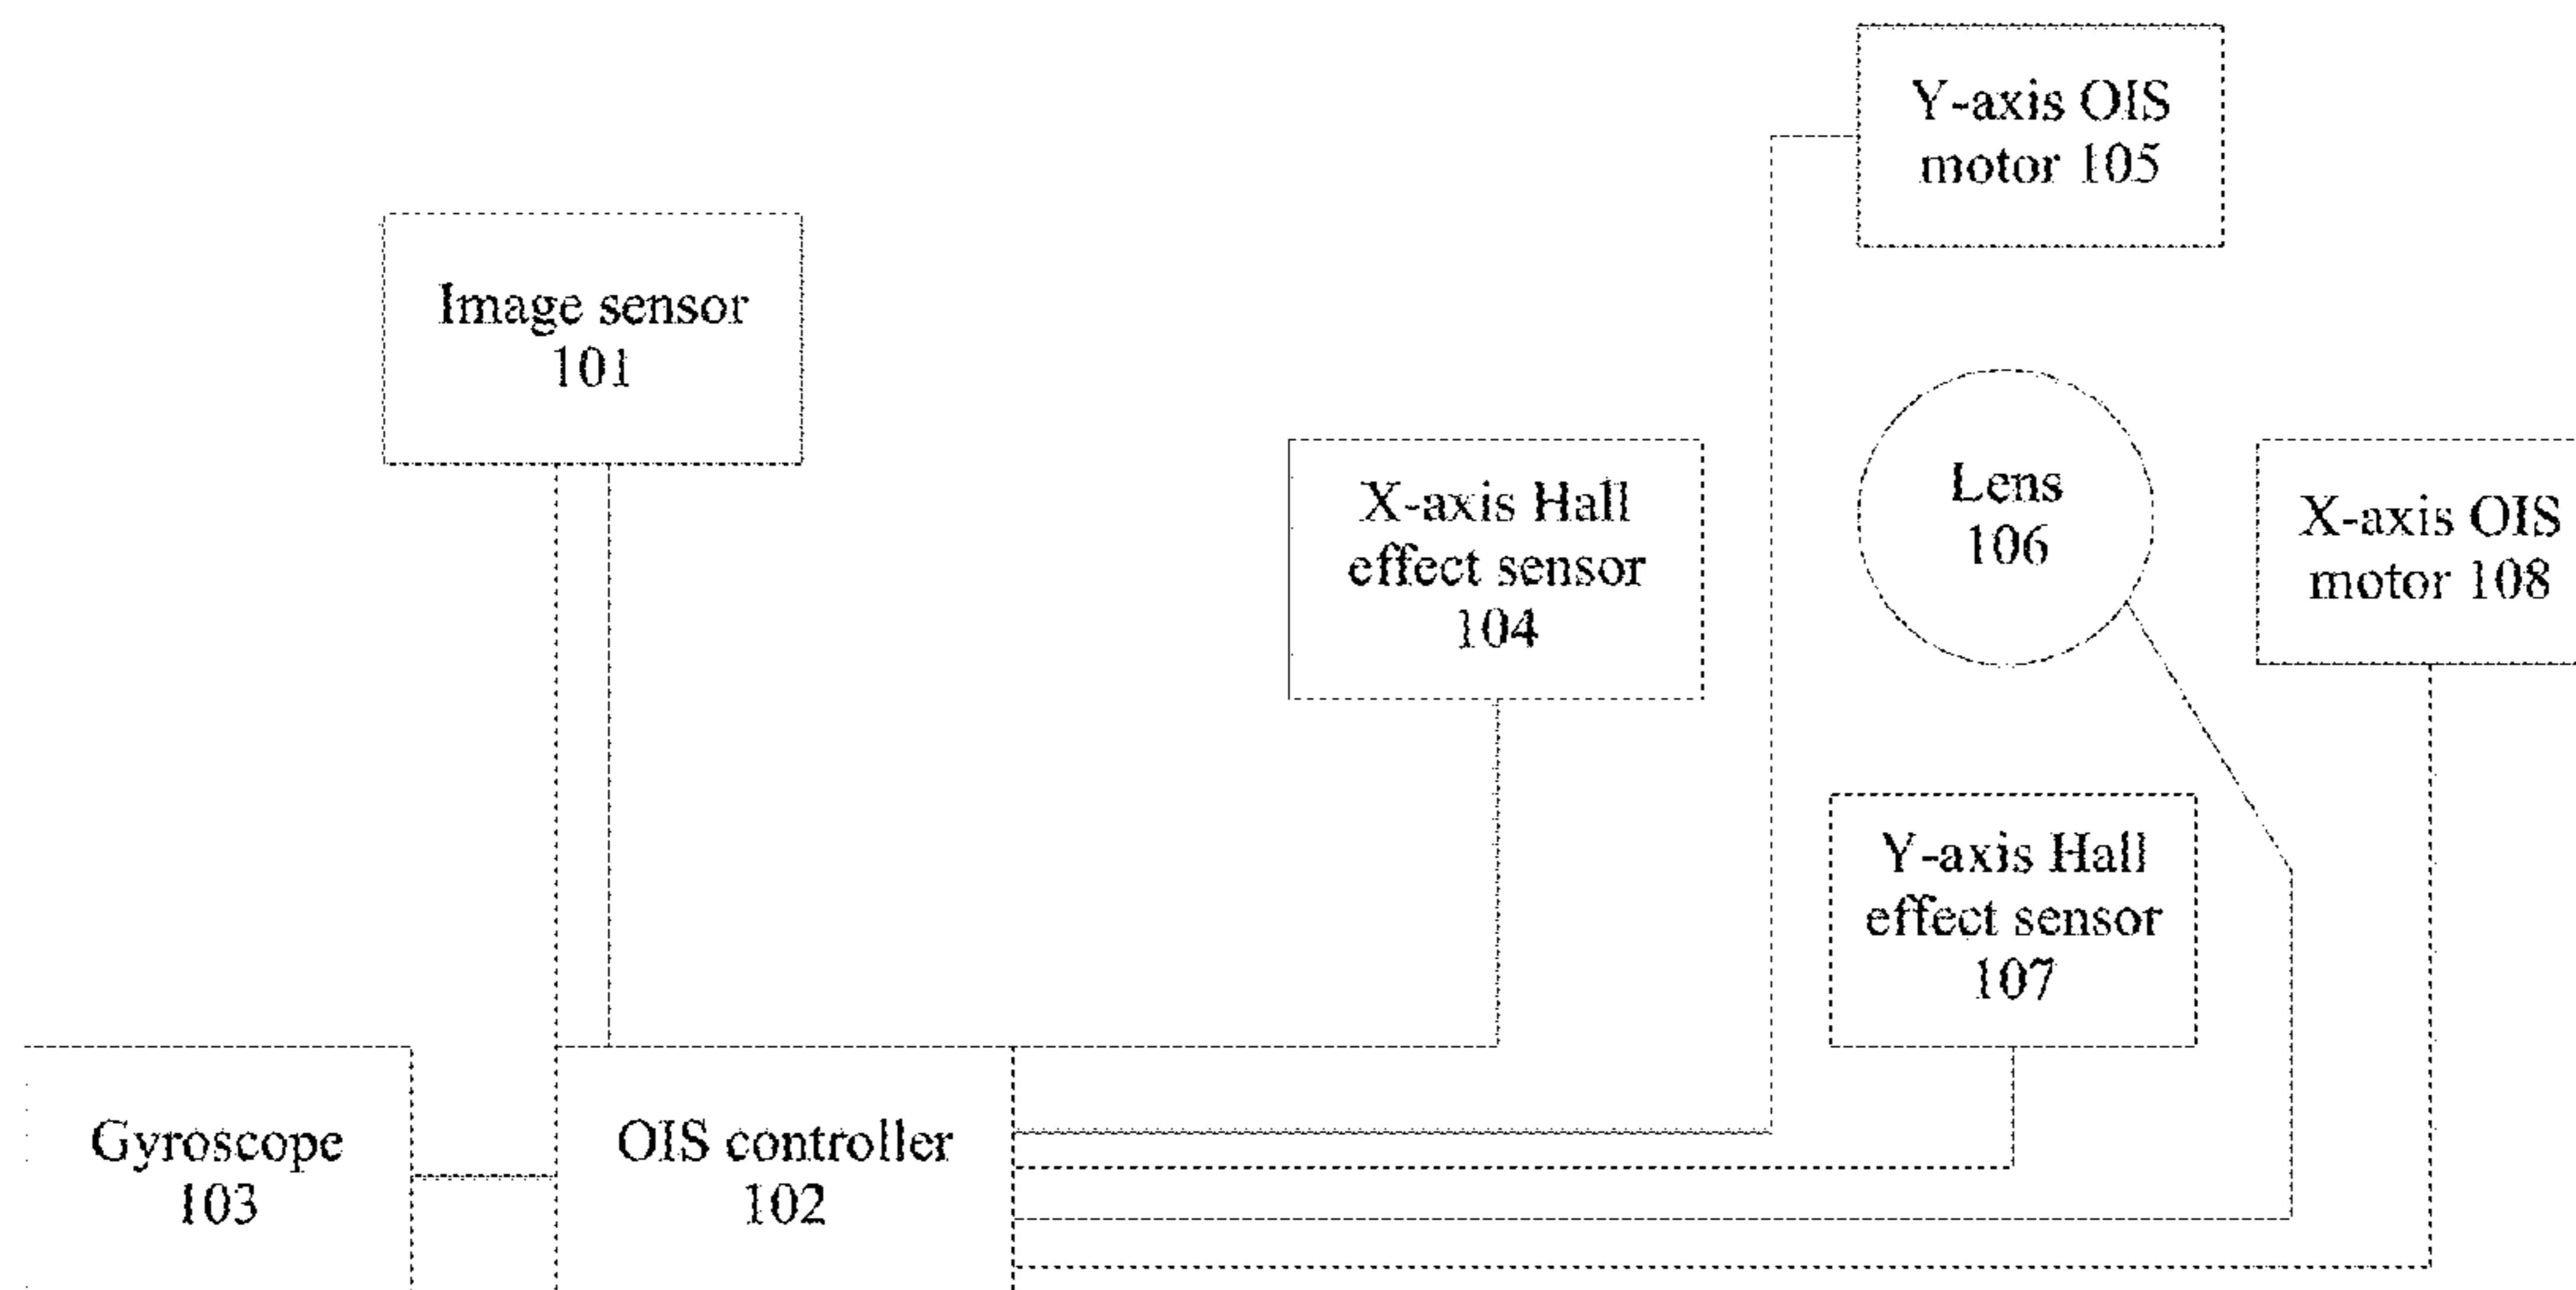 Y-axis OIS
motor 105
Image sensor
101
X-axis Hall
effect sensor
104
Lens
106
X-axis OIS
motor 108
Y-axis Hall
effect sensor
107
Gyroscope
103
OIS controller
102